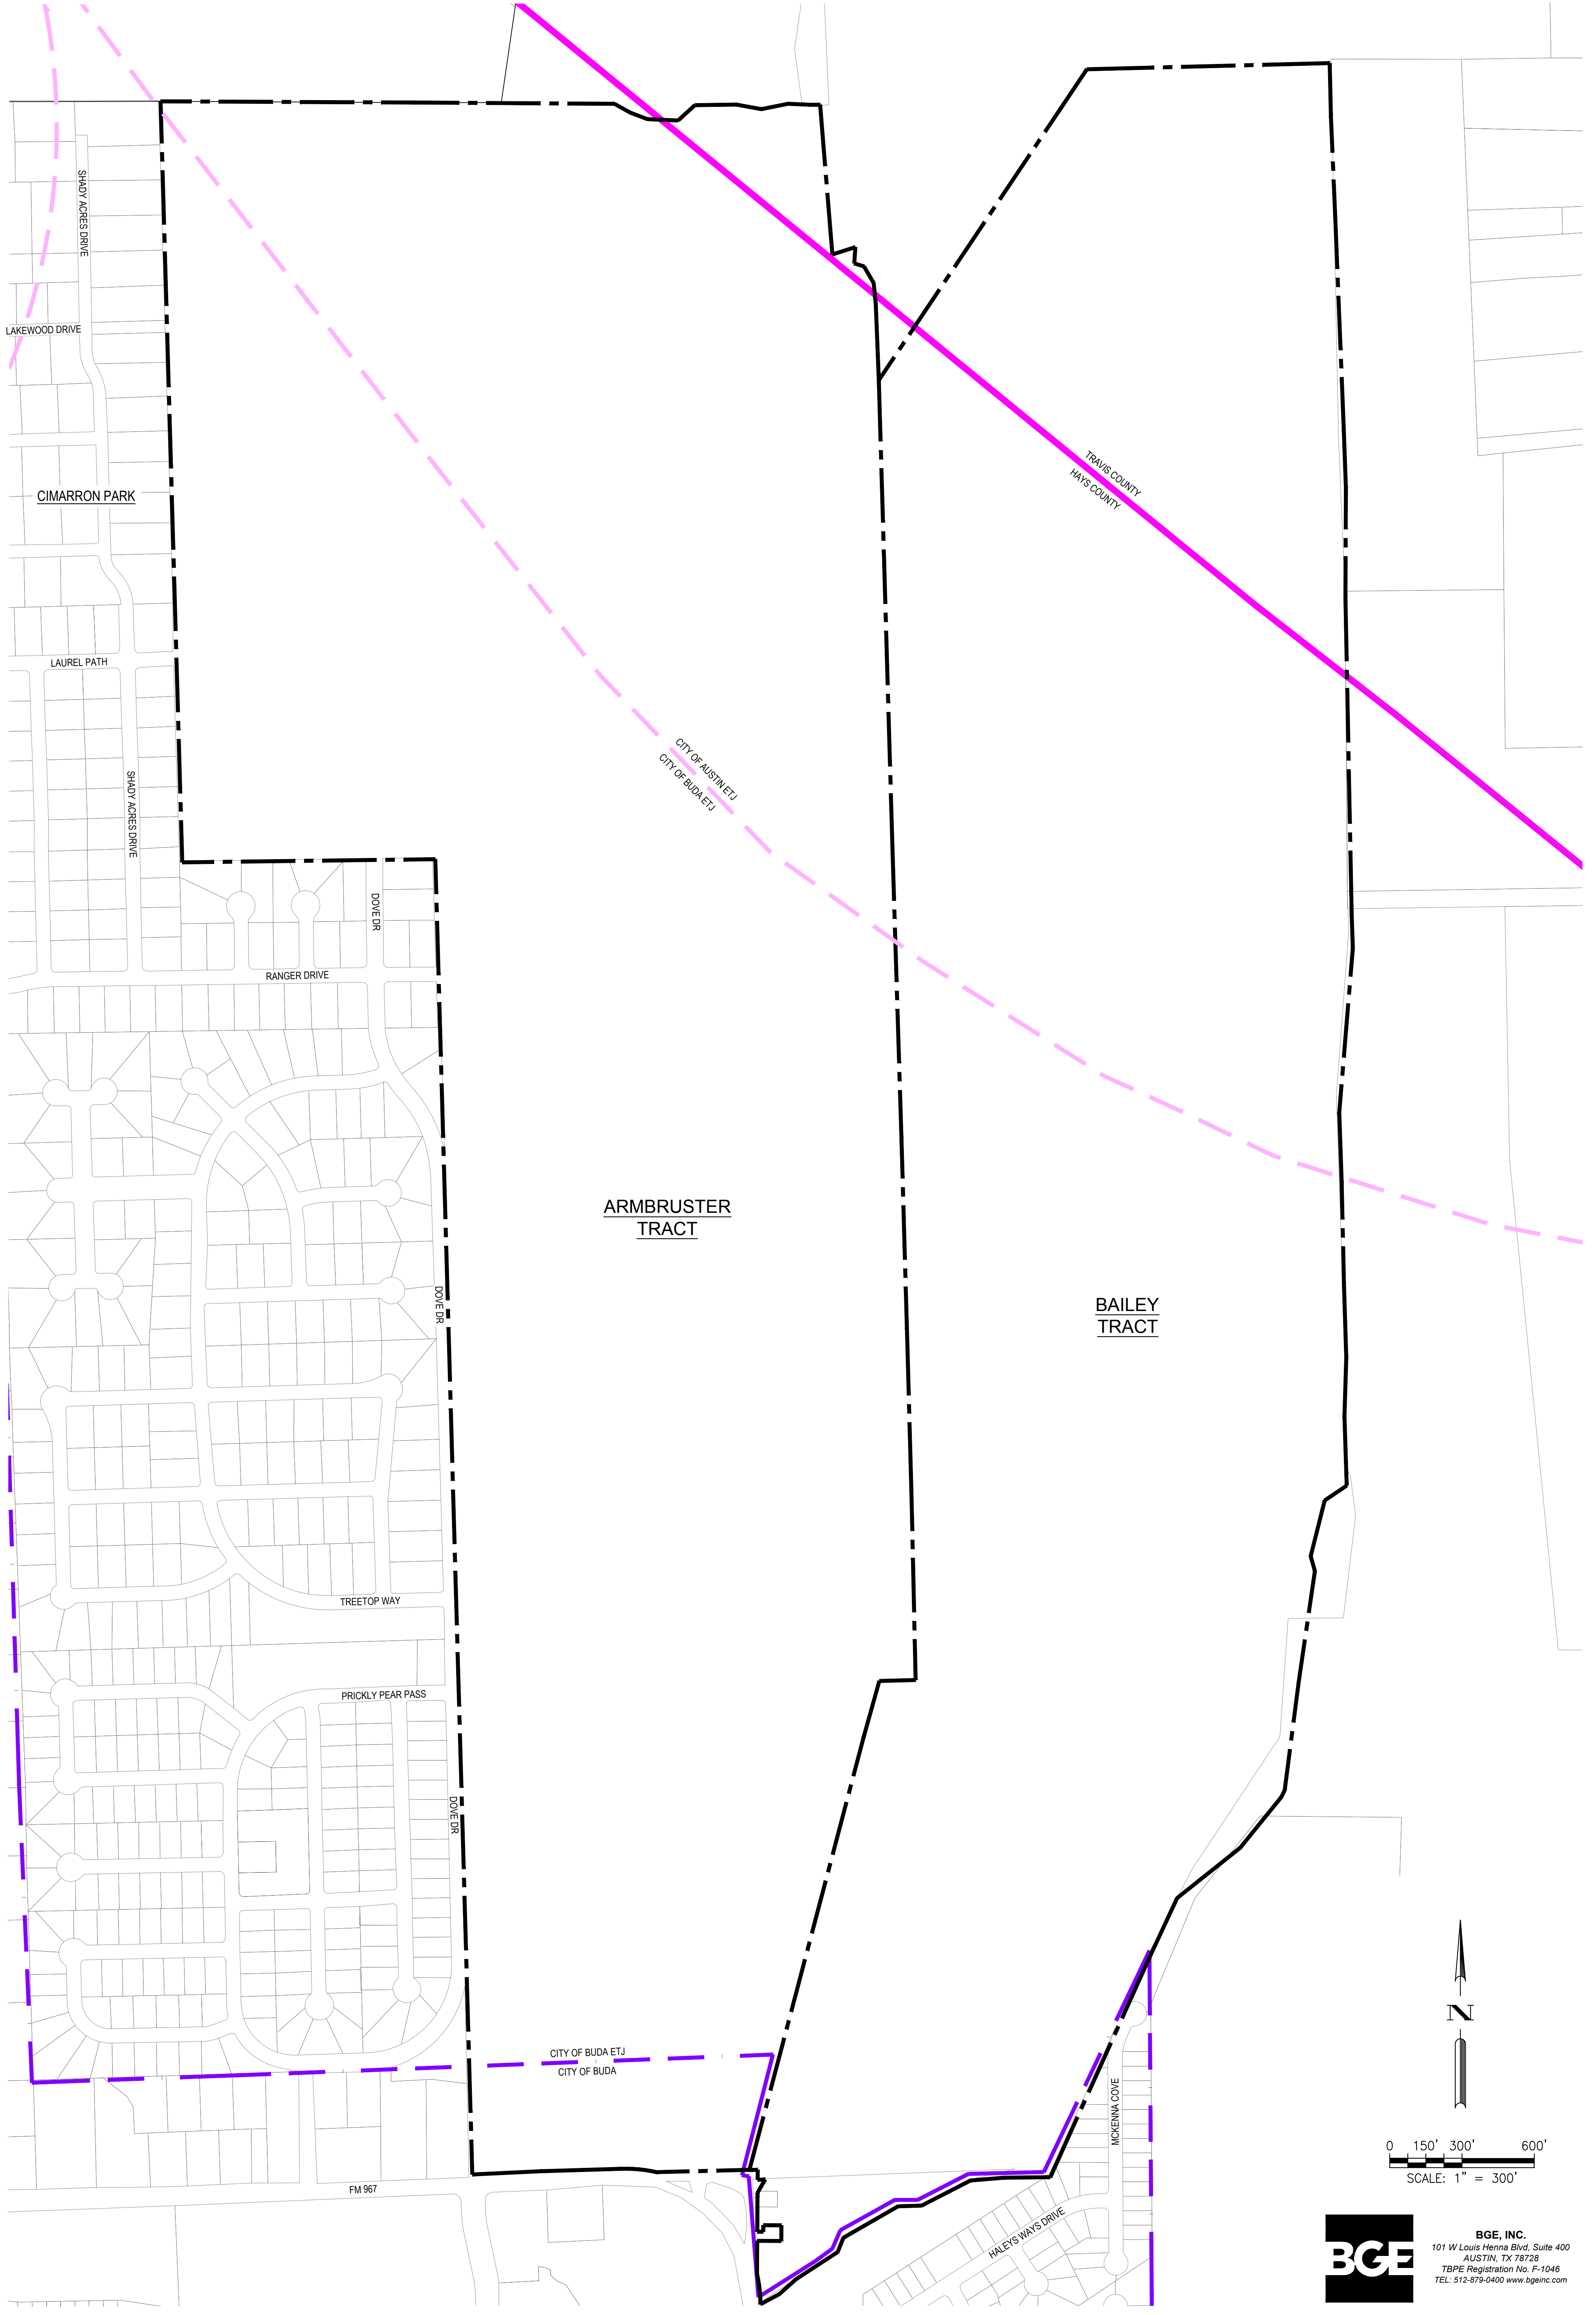 SHADY ACRES DRIVE
LAKEWOOD DRIVE
CIMARRON PARK
TRAVIS COUNTY
HAYS COUNTY
LAUREL PATH
CITY OF AUSTIN ETJ
CITY OF BUDA ETJ
SHADY ACRES DRIVE
DOVE DR
RANGER DRIVE
ARMBRUSTER
TRACT
DOVE DR
BAILEY
TRACT
TREETOP WAY
PRICKLY PEAR PASS
DOVE DR
CITY OF BUDA ETJ
CITY OF BUDA
MCKENNA COVE
FM 967
HALEYS WAYS DRIVE
N
0 150' 300' 600'
SCALE: 1" = 300'
BGE
BGE, INC.
101 W Louis Henna Blvd, Suite 400
AUSTIN, TX 78728
TBPE Registration No. F-1046
TEL: 512-879-0400 www.bgeinc.com